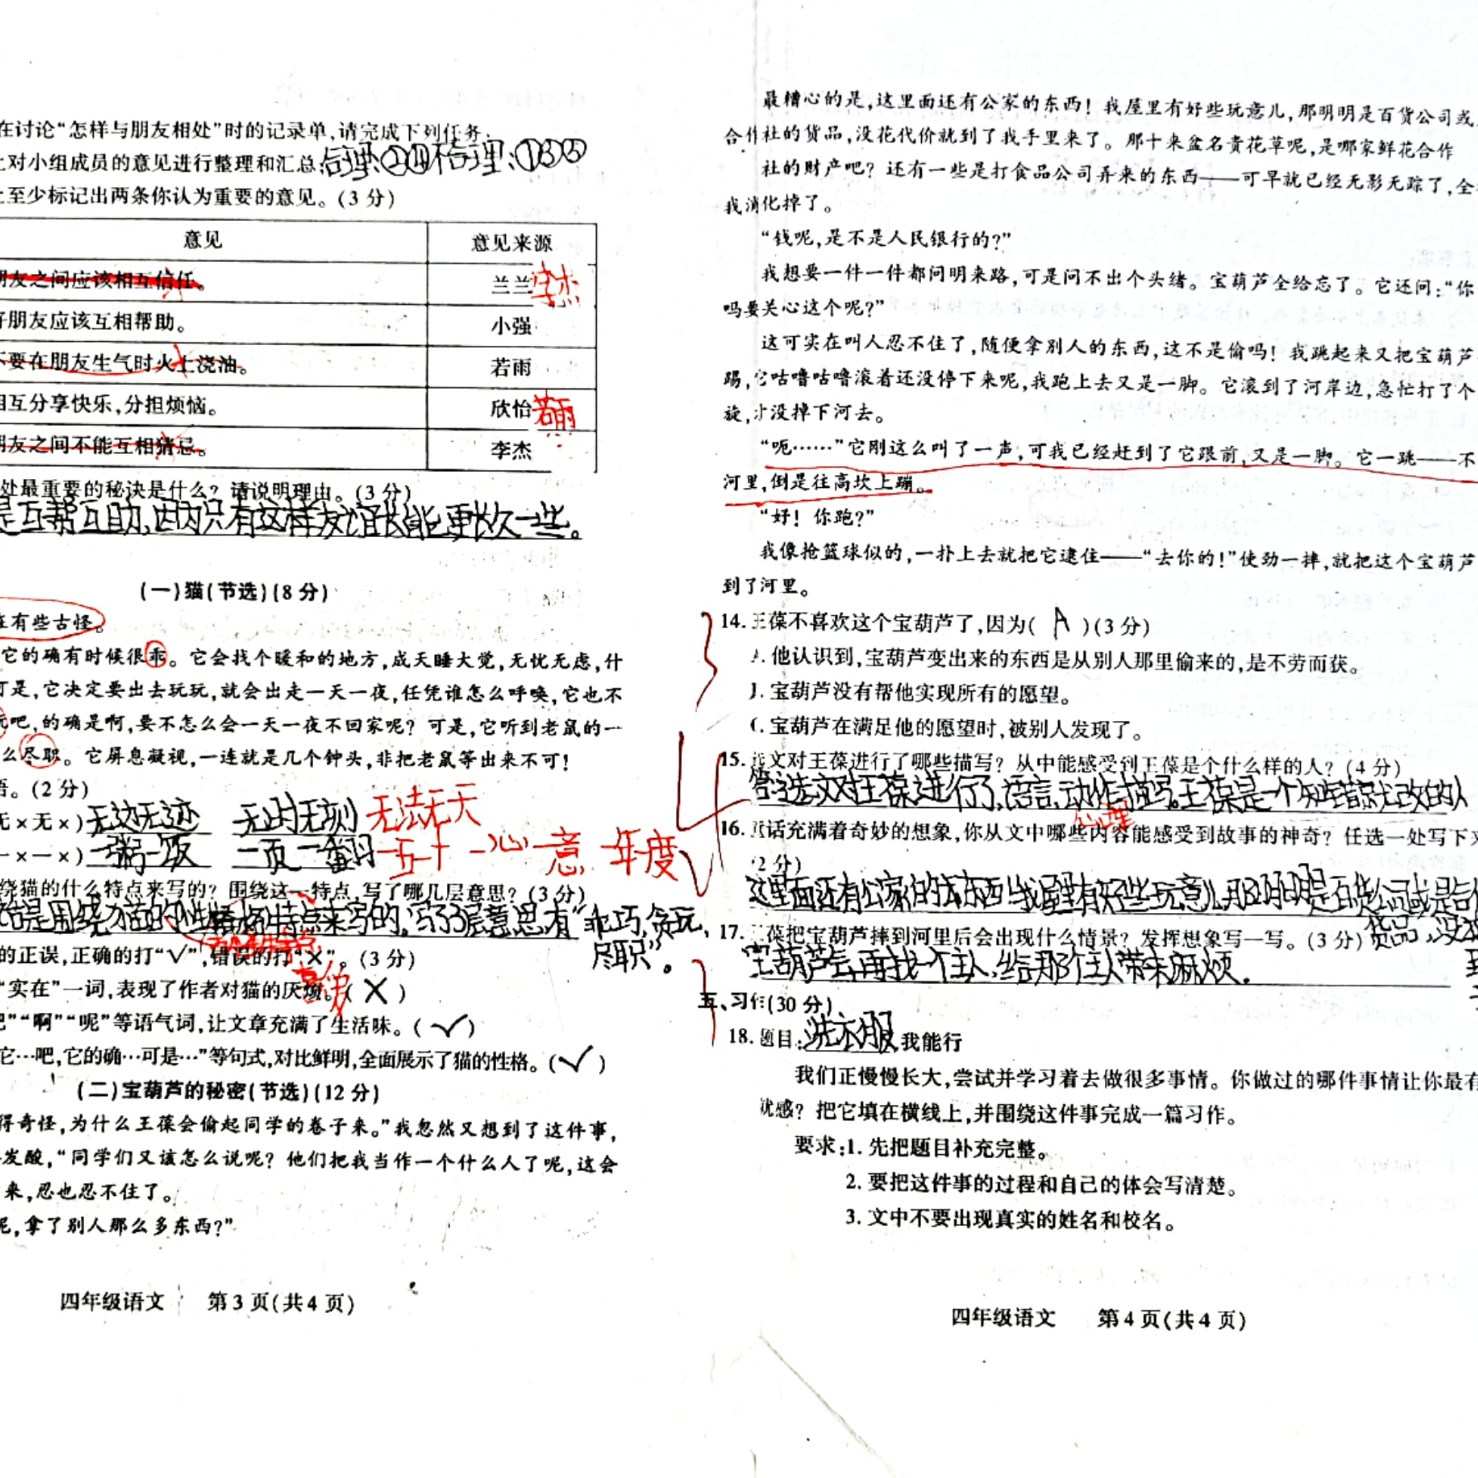 在讨论“怎样与朋友相处”时的记录单,请完成下列任务:
上对小组成员的意见进行整理和汇总:合理:②④不合理:①③⑤
上至少标记出两条你认为重要的意见。(3分)
意见 意见来源
朋友之间应该相互信任。 兰兰 李杰
好朋友应该互相帮助。 小强
不要在朋友生气时火上浇油。 若雨
相互分享快乐,分担烦恼。 欣怡 若雨
朋友之间不能互相猜忌。 李杰
处最重要的秘诀是什么? 请说明理由。(3分)
是互帮互助,因为只有这样友谊长能更长久一些。
(一)猫(节选)(8分)
在有些古怪。
它的确有时候很乖。它会找个暖和的地方,成天睡大觉,无忧无虑,什
可是,它决定要出去玩玩,就会出走一天一夜,任凭谁怎么呼唤,它也不
玩吧,的确是啊,要不怎么会一天一夜不回家呢? 可是,它听到老鼠的一
么尽职。它屏息凝视,一连就是几个钟头,非把老鼠等出来不可!
语。(2分)
无×无×)无边无迹 无时无刻 无法无天
一×一×)一粥一饭 一页一番 一五一十 一心一意 一年度
绕猫的什么特点来写的? 围绕这一特点,写了哪几层意思?(3分)
是围绕猫的性格特点来写的,写了3层意思,有“乖巧,贪玩,
尽职”。
的正误,正确的打“√”,错误的打“×”。(3分)
“实在”一词,表现了作者对猫的厌烦。(×) 喜爱
吧”“啊”“呢”等语气词,让文章充满了生活味。(√)
它…吧,它的确…可是…”等句式,对比鲜明,全面展示了猫的性格。(√)
(二)宝葫芦的秘密(节选)(12分)
得奇怪,为什么王葆会偷起同学的卷子来。”我忽然又想到了这件事,
发酸,“同学们又该怎么说呢? 他们把我当作一个什么人了呢,这会
来,忍也忍不住了。
呢,拿了别人那么多东西?”
四年级语文 第3页(共4页)
最糟心的是,这里面还有公家的东西! 我屋里有好些玩意儿,那明明是百货公司或
合作社的货品,没花代价就到了我手里来了。那十来盆名贵花草呢,是哪家鲜花合作
社的财产吧? 还有一些是打食品公司弄来的东西——可早就已经无影无踪了,全
我消化掉了。
“钱呢,是不是人民银行的?”
我想要一件一件都问明来路,可是问不出个头绪。宝葫芦全给忘了。它还问:“你
吗要关心这个呢?”
这可实在叫人忍不住了,随便拿别人的东西,这不是偷吗! 我跳起来又把宝葫芦
踢,它咕噜咕噜滚着还没停下来呢,我跑上去又是一脚。它滚到了河岸边,急忙打了个
旋,才没掉下河去。
“呃……”它刚这么叫了一声,可我已经赶到了它跟前,又是一脚。它一跳——不
河里,倒是往高坎上蹦。
“好! 你跑?”
我像抢篮球似的,一扑上去就把它逮住——“去你的!”使劲一摔,就把这个宝葫芦
到了河里。
14.王葆不喜欢这个宝葫芦了,因为( A )(3分)
A.他认识到,宝葫芦变出来的东西是从别人那里偷来的,是不劳而获。
B.宝葫芦没有帮他实现所有的愿望。
C.宝葫芦在满足他的愿望时,被别人发现了。
15.选文对王葆进行了哪些描写? 从中能感受到王葆是个什么样的人?(4分)
答:选文对王葆进行了语言,动作描写。王葆是一个知错就改的人
心理
16.童话充满着奇妙的想象,你从文中哪些内容能感受到故事的神奇? 任选一处写下
(2分)
这里面还有公家的东西!我屋里有好些玩意儿,那明明是百货公司或是合作
17.王葆把宝葫芦摔到河里后会出现什么情景? 发挥想象写一写。(3分) 货品,没
宝葫芦会再找一个主人,给那个主人带来麻烦.
五、习作(30分)
18.题目:洗衣服我能行
我们正慢慢长大,尝试并学习着去做很多事情。你做过的哪件事情让你最有
就感? 把它填在横线上,并围绕这件事完成一篇习作。
要求:1.先把题目补充完整。
2.要把这件事的过程和自己的体会写清楚。
3.文中不要出现真实的姓名和校名。
四年级语文 第4页(共4页)